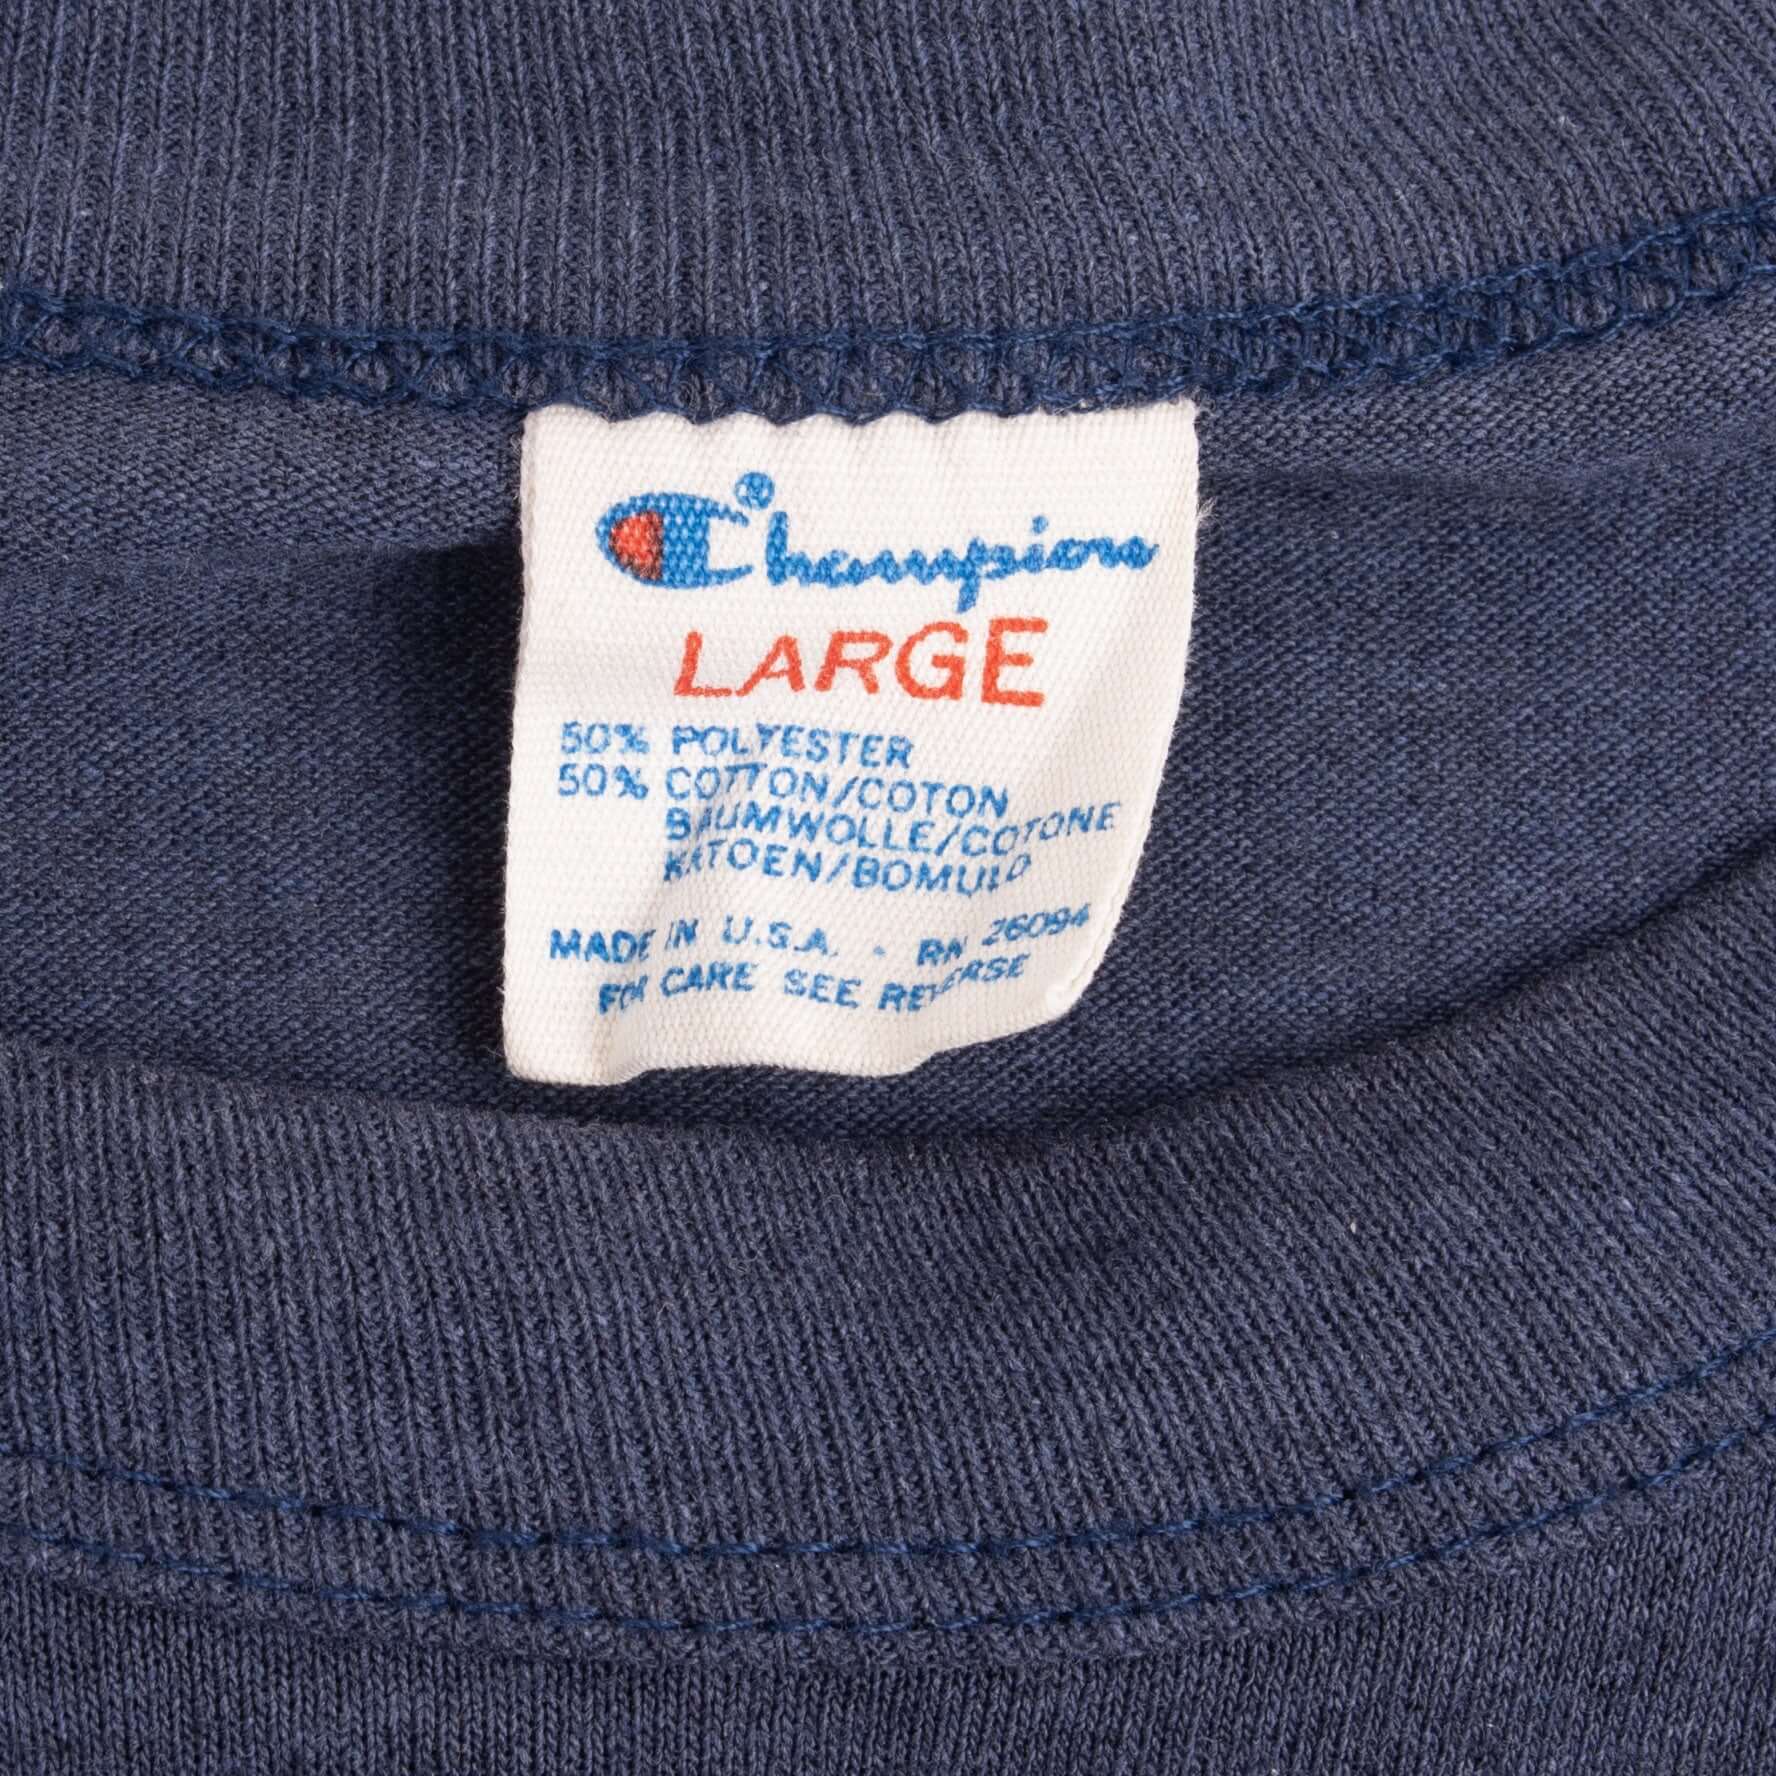 Champion®
LARGE
50% POLYESTER
50% COTTON/COTON
BAUMWOLLE/COTONE
KATOEN/BOMULD
MADE IN U.S.A. - RN 26094
FOR CARE SEE REVERSE